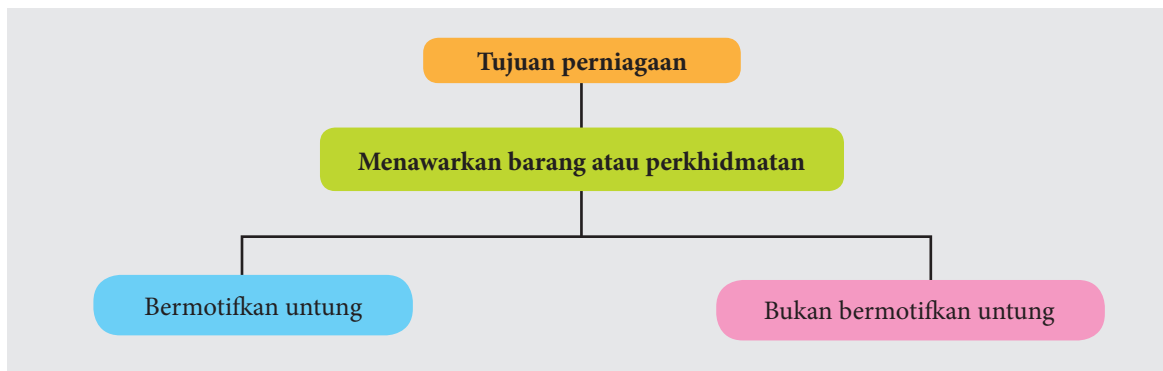 Tujuan perniagaan
Menawarkan barang atau perkhidmatan
Bermotifkan untung
Bukan bermotifkan untung